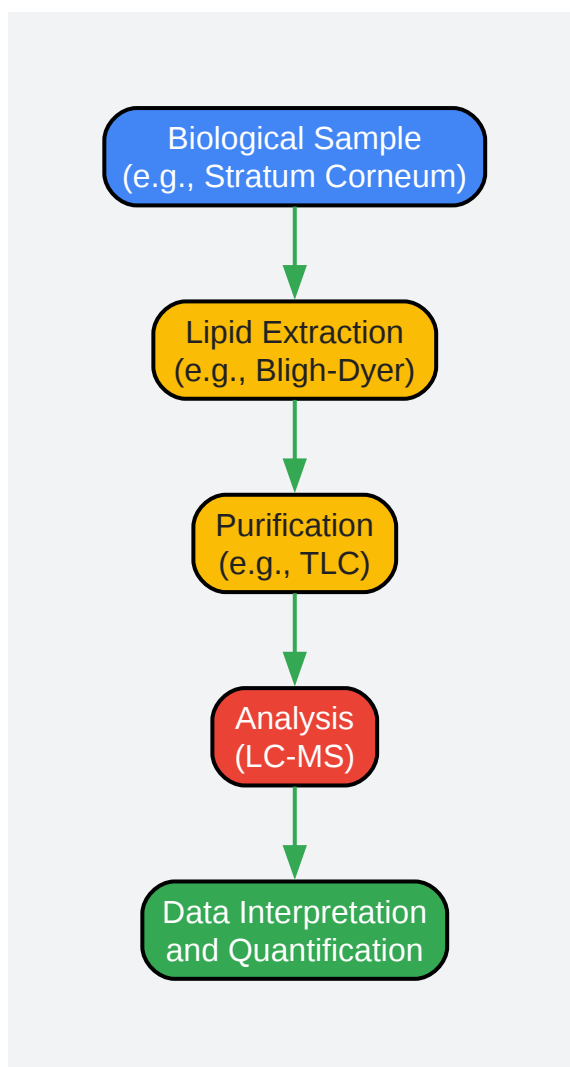 Biological Sample
(e.g., Stratum Corneum)
Lipid Extraction
(e.g., Bligh-Dyer)
Purification
(e.g., TLC)
Analysis
(LC-MS)
Data Interpretation
and Quantification